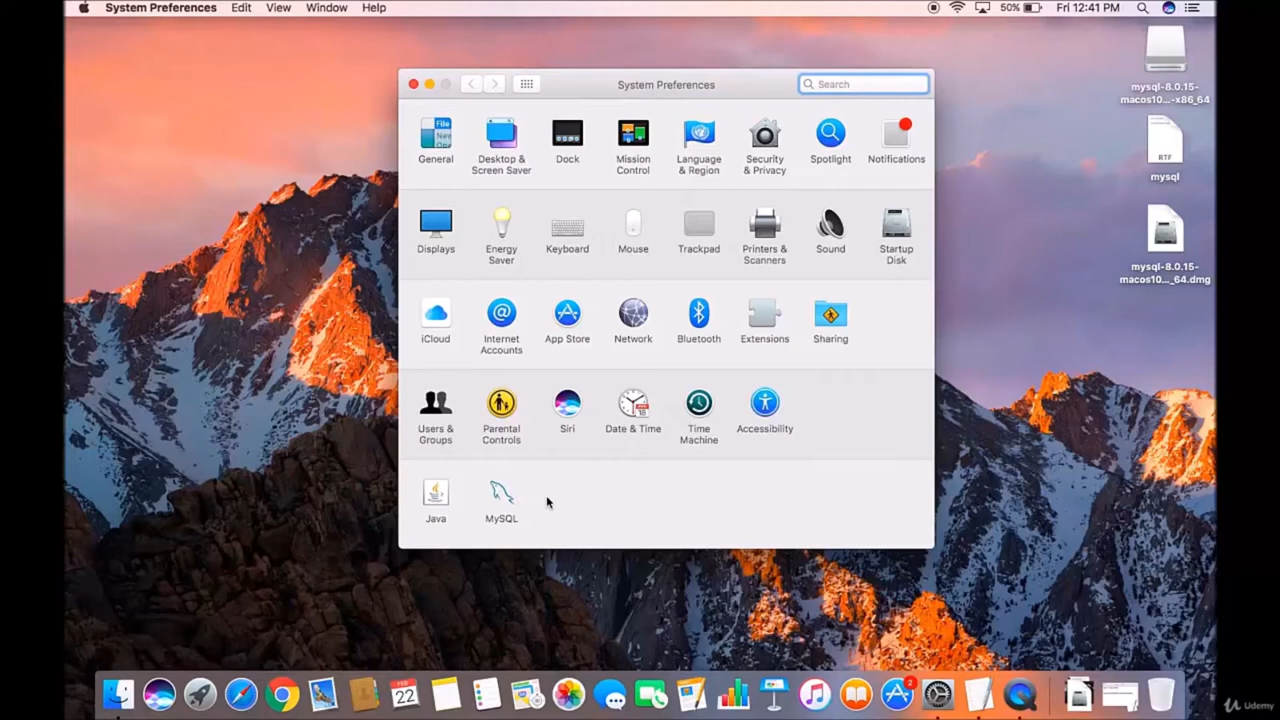 System Preferences Edit View Window Help 50% Fri 12:41 PM
System Preferences Search
mysql-8.0.15-
macos10...-x86_64
General Desktop & Screen Saver Dock Mission Control Language & Region Security & Privacy Spotlight Notifications
RTF
mysql
Displays Energy Saver Keyboard Mouse Trackpad Printers & Scanners Sound Startup Disk
mysql-8.0.15-
macos10..._64.dmg
iCloud Internet Accounts App Store Network Bluetooth Extensions Sharing
Users & Groups Parental Controls Siri Date & Time Time Machine Accessibility
Java MySQL
FEB
22
2
Udemy